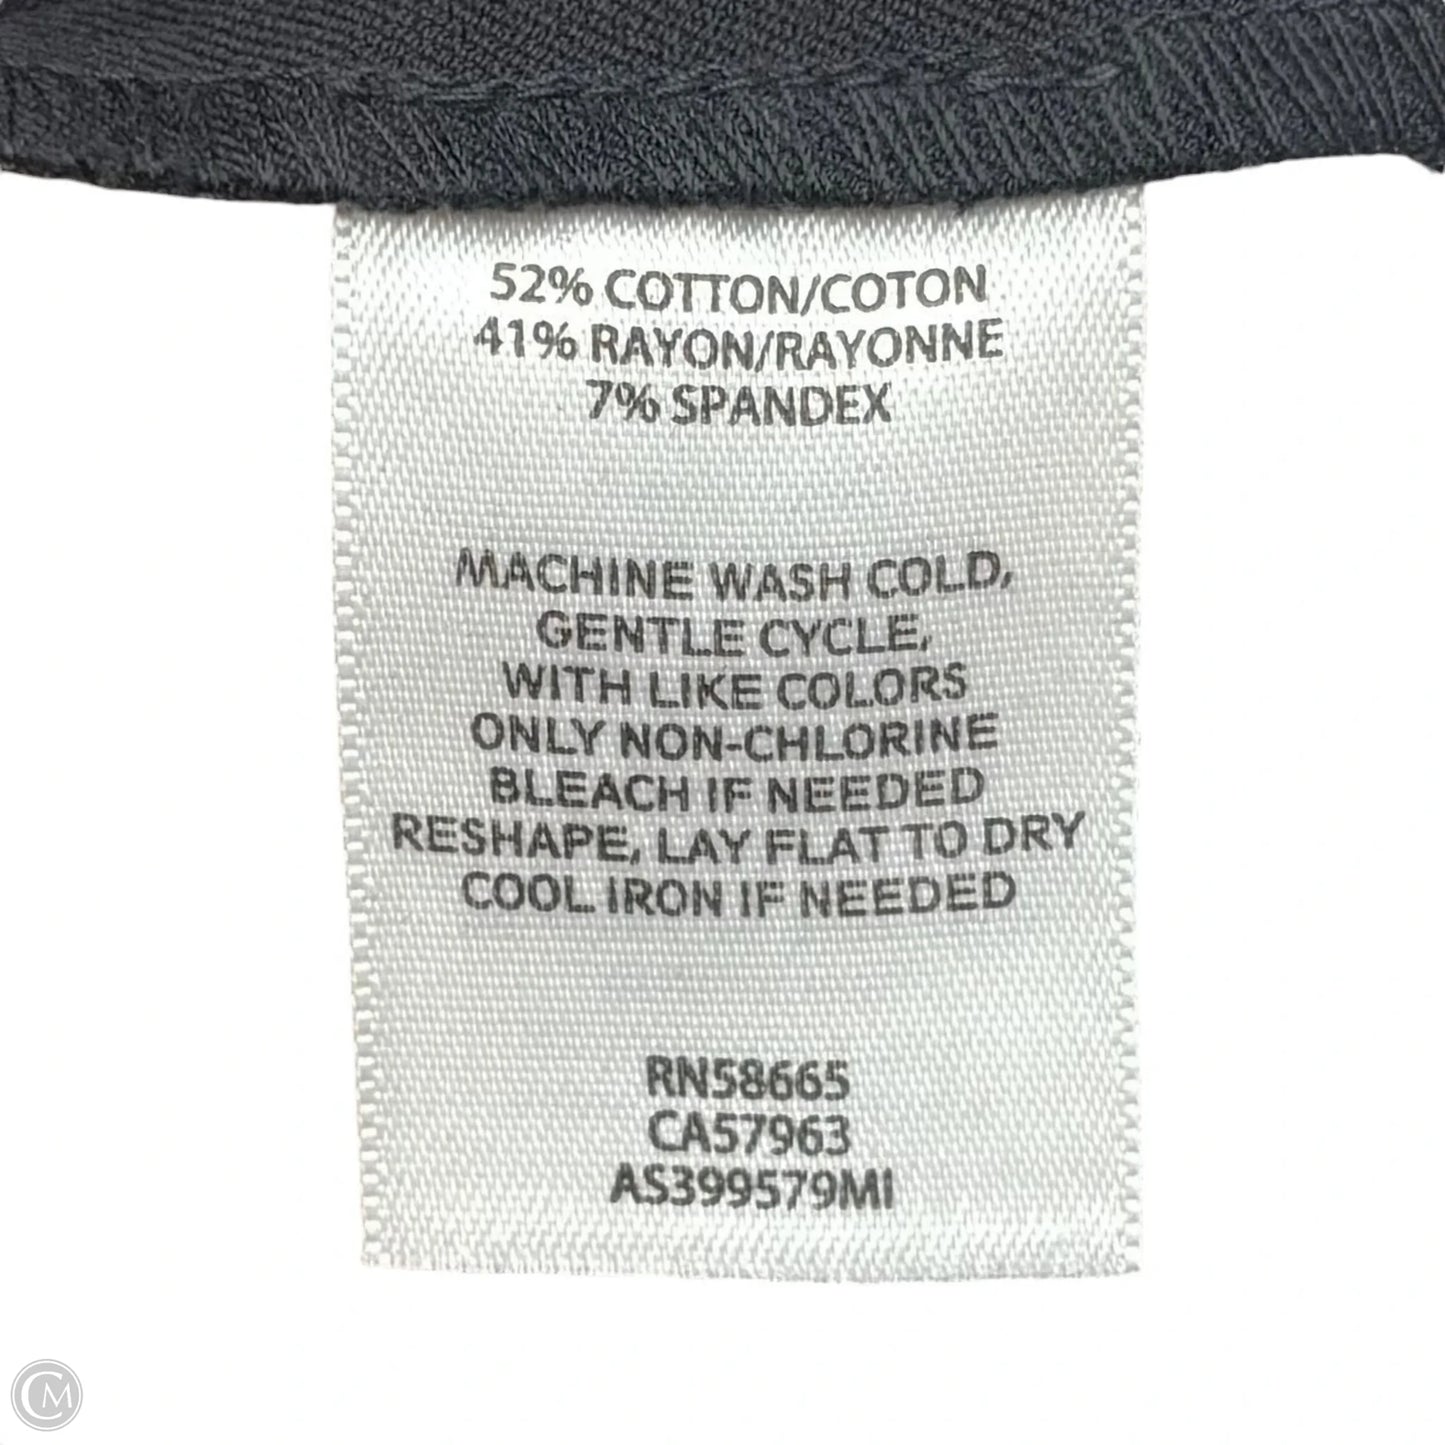 52% COTTON/COTON
41% RAYON/RAYONNE
7% SPANDEX
MACHINE WASH COLD,
GENTLE CYCLE,
WITH LIKE COLORS
ONLY NON-CHLORINE
BLEACH IF NEEDED
RESHAPE, LAY FLAT TO DRY
COOL IRON IF NEEDED
RN58665
CA57963
AS399579MI
CM